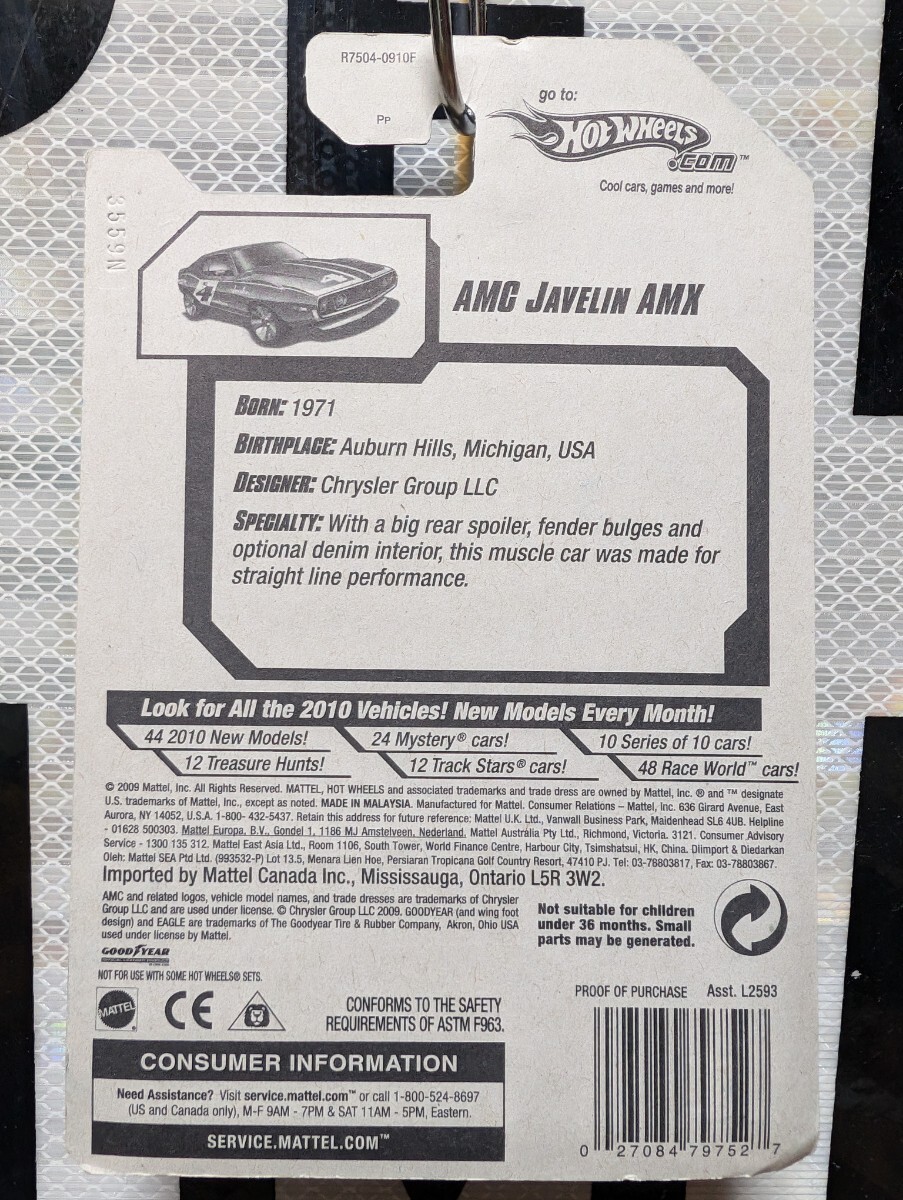 R7504-0910F
PP
go to:
HOT WHEELS
.COM™
Cool cars, games and more!
3559N
4
AMC JAVELIN AMX
BORN: 1971
BIRTHPLACE: Auburn Hills, Michigan, USA
DESIGNER: Chrysler Group LLC
SPECIALTY: With a big rear spoiler, fender bulges and
optional denim interior, this muscle car was made for
straight line performance.
Look for All the 2010 Vehicles! New Models Every Month!
44 2010 New Models!
24 Mystery® cars!
10 Series of 10 cars!
12 Treasure Hunts!
12 Track Stars® cars!
48 Race World™ cars!
© 2009 Mattel, Inc. All Rights Reserved. MATTEL, HOT WHEELS and associated trademarks and trade dress are owned by Mattel, Inc. ® and ™ designate
U.S. trademarks of Mattel, Inc., except as noted. MADE IN MALAYSIA. Manufactured for Mattel. Consumer Relations – Mattel, Inc. 636 Girard Avenue, East
Aurora, NY 14052, U.S.A. 1-800- 432-5437. Retain this address for future reference: Mattel U.K. Ltd., Vanwall Business Park, Maidenhead SL6 4UB. Helpline
- 01628 500303. Mattel Europa, B.V., Gondel 1, 1186 MJ Amstelveen, Nederland. Mattel Australia Pty Ltd., Richmond, Victoria. 3121. Consumer Advisory
Service - 1300 135 312. Mattel East Asia Ltd., Room 1106, South Tower, World Finance Centre, Harbour City, Tsimshatsui, HK, China. Diimport & Diedarkan
Oleh: Mattel SEA Ptd Ltd. (993532-P) Lot 13.5, Menara Lien Hoe, Persiaran Tropicana Golf Country Resort, 47410 PJ. Tel: 03-78803817, Fax: 03-78803867.
Imported by Mattel Canada Inc., Mississauga, Ontario L5R 3W2.
AMC and related logos, vehicle model names, and trade dresses are trademarks of Chrysler
Group LLC and are used under license. © Chrysler Group LLC 2009. GOODYEAR (and wing foot
design) and EAGLE are trademarks of The Goodyear Tire & Rubber Company, Akron, Ohio USA
used under license by Mattel.
Not suitable for children
under 36 months. Small
parts may be generated.
GOODYEAR
NOT FOR USE WITH SOME HOT WHEELS® SETS.
MATTEL
CE
CONFORMS TO THE SAFETY
REQUIREMENTS OF ASTM F963.
PROOF OF PURCHASE Asst. L2593
CONSUMER INFORMATION
Need Assistance? Visit service.mattel.com™ or call 1-800-524-8697
(US and Canada only), M-F 9AM - 7PM & SAT 11AM - 5PM, Eastern.
SERVICE.MATTEL.COM™
0 27084 79752 7